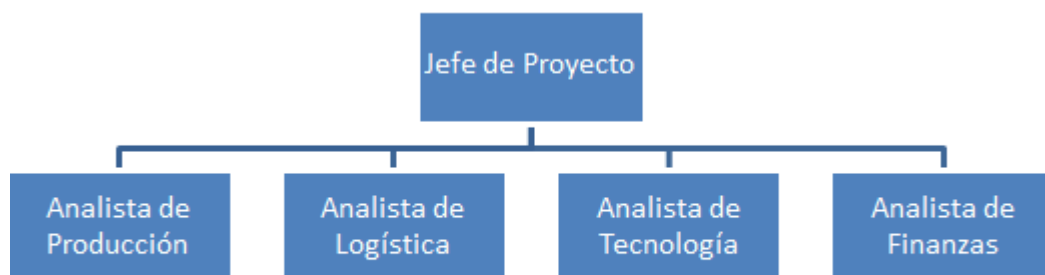 Jefe de Proyecto
Analista de
Producción
Analista de
Logística
Analista de
Tecnología
Analista de
Finanzas